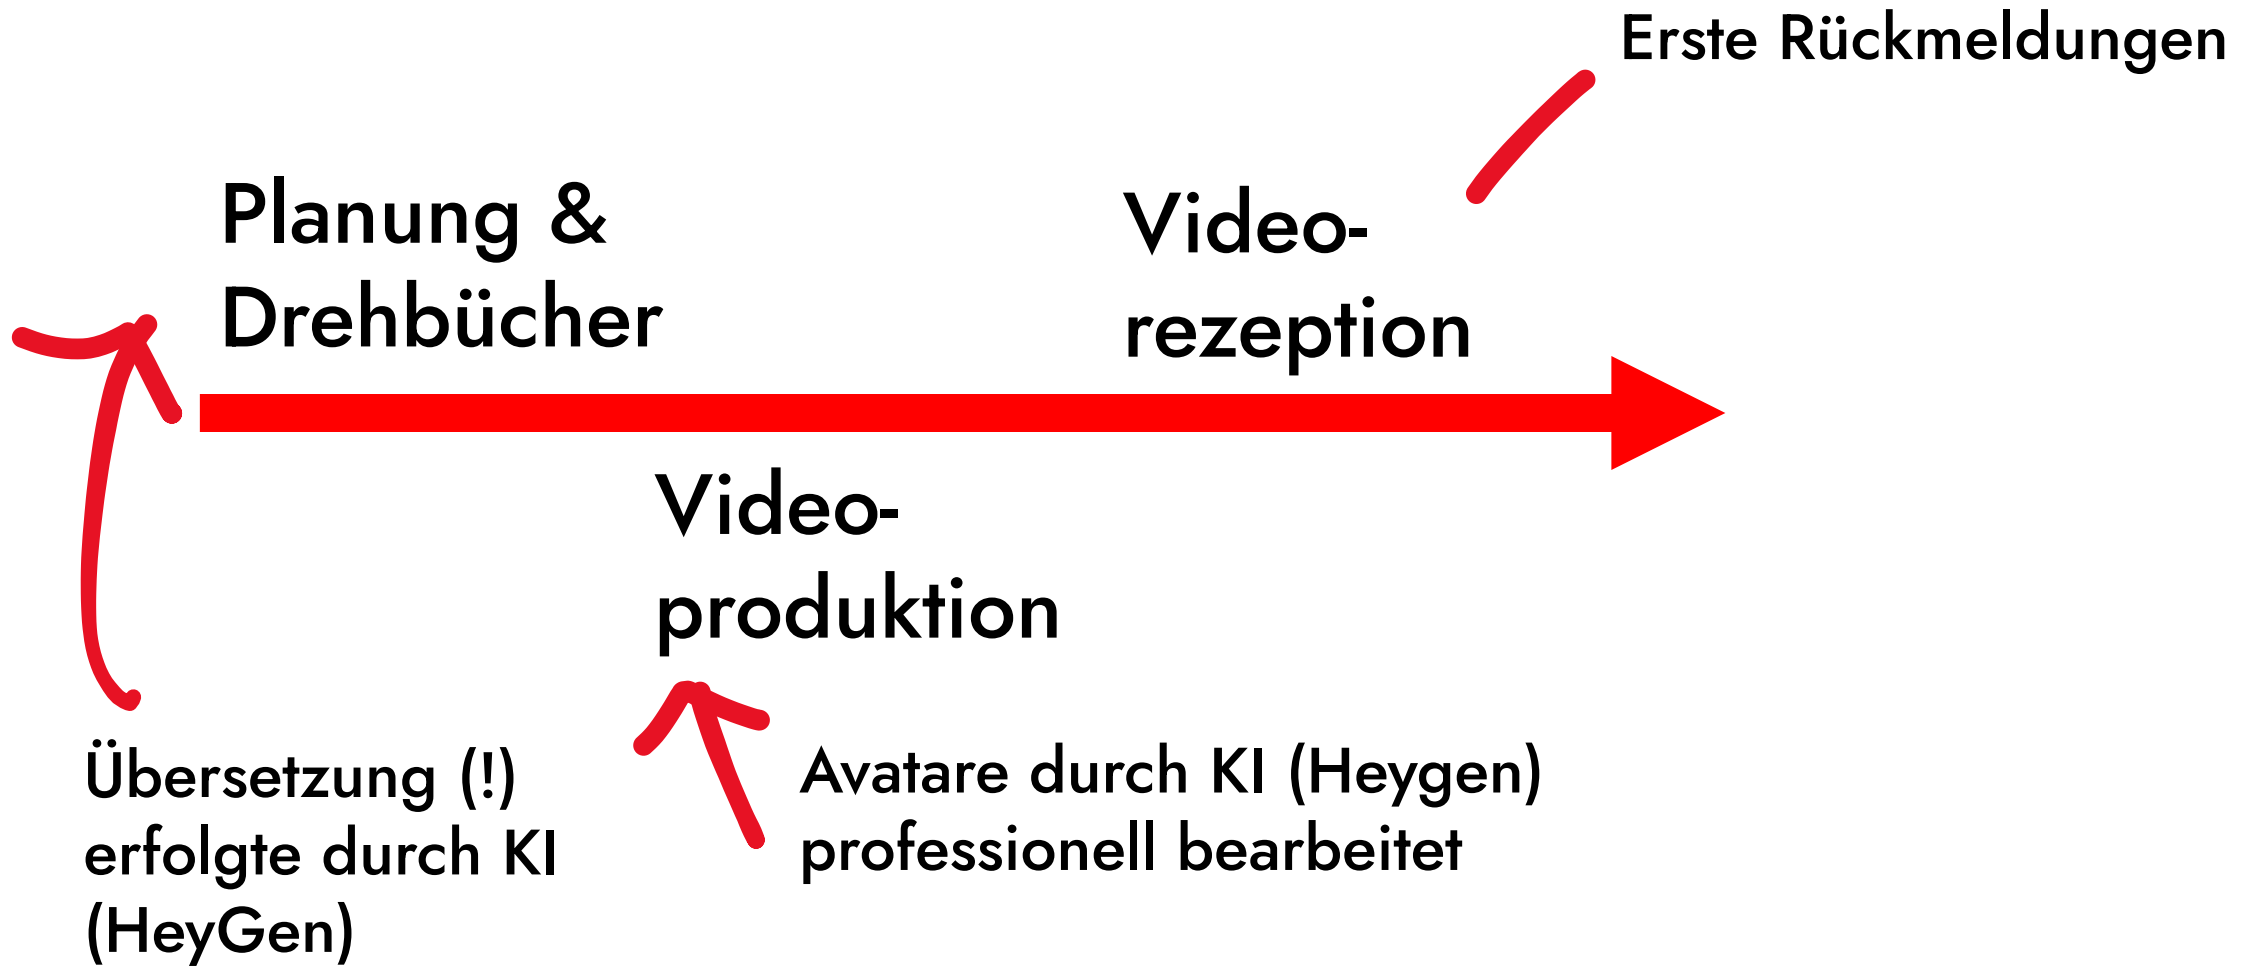 Erste Rückmeldungen
Planung &
Drehbücher
Video-
rezeption
Video-
produktion
Übersetzung (!)
erfolgte durch KI
(HeyGen)
Avatare durch KI (Heygen)
professionell bearbeitet